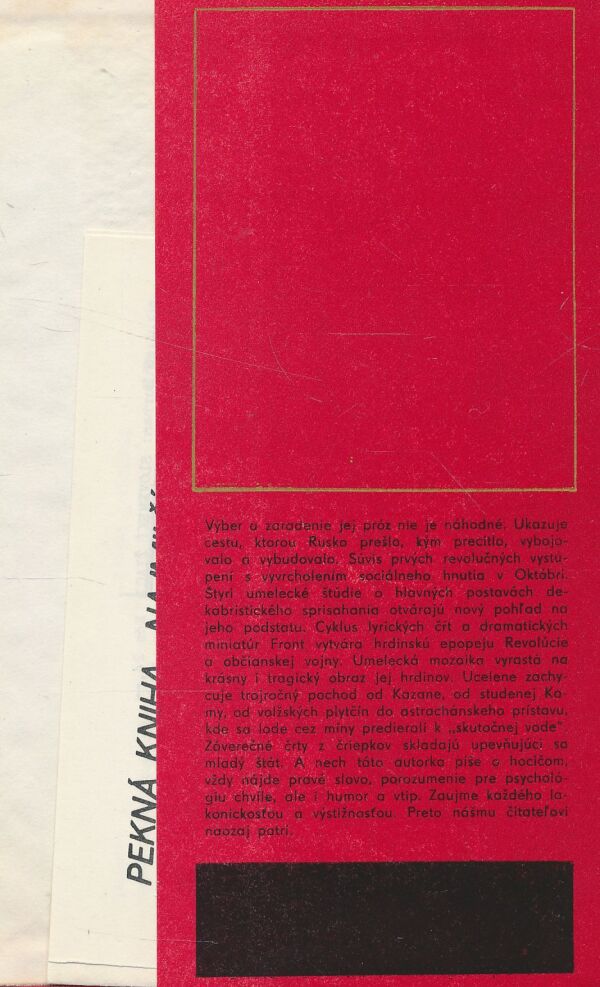 Výber a zaradenie jej próz nie je náhodné. Ukazuje
cestu, ktorou Rusko prešlo, kým precitlo, vybojo-
valo a vybudovalo. Súvis prvých revolučných vystú-
pení s vyvrcholením sociálneho hnutia v Októbri.
Štyri umelecké štúdie o hlavných postavách de-
kabristického sprisahania otvárajú nový pohľad na
jeho podstatu. Cyklus lyrických čŕt a dramatických
miniatúr Front vytvára hrdinskú epopeju Revolúcie
a občianskej vojny. Umelecká mozaika vyrastá na
krásny i tragický obraz jej hrdinov. Ucelene zachy-
cuje trojročný pochod od Kazane, od studenej Ka-
my, od volžských plytčín do astrachanského prístavu,
kde sa lode cez míny predierali k „skutočnej vode“.
Záverečné črty z čriepkov skladajú upevňujúci sa
mladý štát. A nech táto autorka píše o hocičom,
vždy nájde pravé slovo, porozumenie pre psycholó-
giu chvíle, ale i humor a vtip. Zaujme každého la-
konickosťou a výstižnosťou. Preto nášmu čitateľovi
naozaj patrí.
PEKNÁ KNIHA